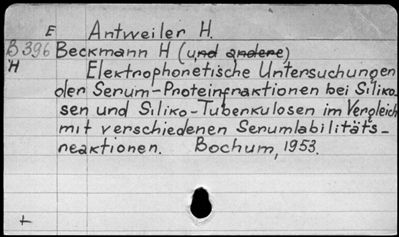 E Antweiler H.
B 396 Beckmann H (und andere)
H Elektrophonetische Untersuchungen
der Serum-Proteinfraktionen bei Siliko-
sen und Siliko-Tuberkulosen im Vergleich
mit verschiedenen Serumlabilitäts-
reaktionen. Bochum, 1953.
+